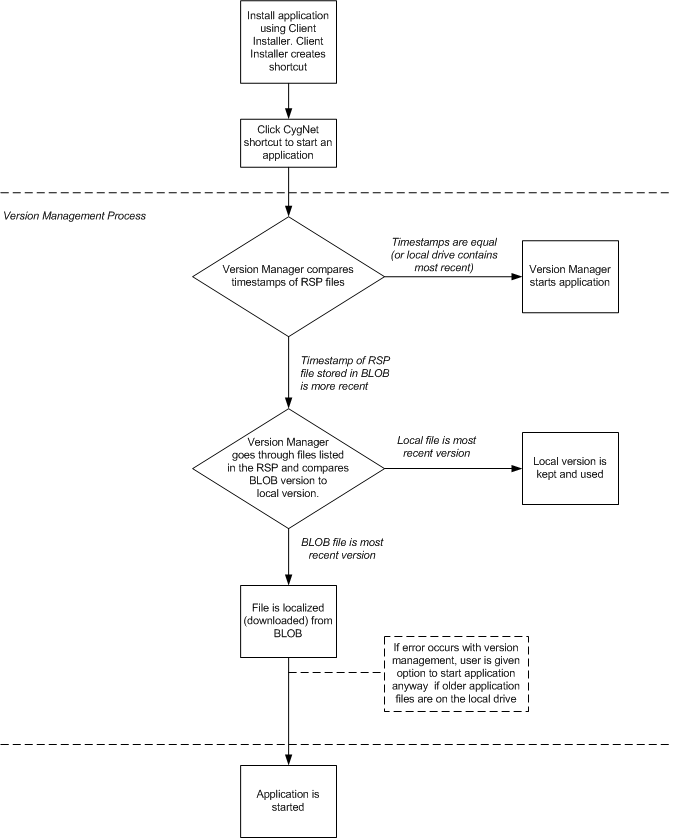 Install application
using Client
Installer. Client
Installer creates
shortcut
Click CygNet
shortcut to start an
application
Version Management Process
Version Manager compares
timestamps of RSP files
Timestamps are equal
(or local drive contains
most recent)
Version Manager
starts application
Timestamp of RSP
file stored in BLOB
is more recent
Version Manager
goes through files listed
in the RSP and compares
BLOB version to
local version.
Local file is most
recent version
Local version is
kept and used
BLOB file is most
recent version
File is localized
(downloaded) from
BLOB
If error occurs with version
management, user is given
option to start application
anyway if older application
files are on the local drive
Application is
started